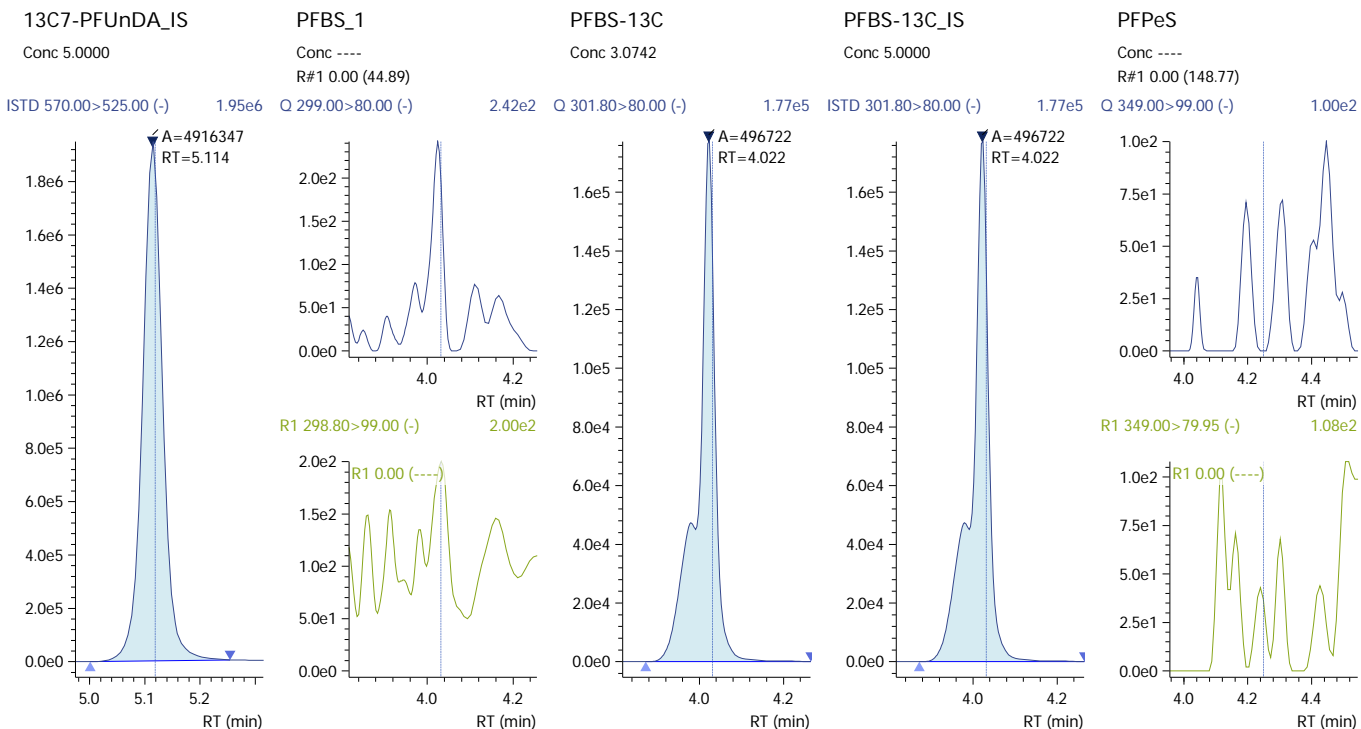 13C7-PFUnDA_IS
Conc 5.0000
ISTD 570.00>525.00 (-) 1.95e6
A=4916347
RT=5.114
1.8e6
1.6e6
1.4e6
1.2e6
1.0e6
8.0e5
6.0e5
4.0e5
2.0e5
0.0e0
5.0 5.1 5.2
RT (min)
PFBS_1
Conc ----
R#1 0.00 (44.89)
Q 299.00>80.00 (-) 2.42e2
2.0e2
1.5e2
1.0e2
5.0e1
0.0e0
4.0 4.2
RT (min)
R1 298.80>99.00 (-) 2.00e2
R1 0.00 (----)
2.0e2
1.5e2
1.0e2
5.0e1
0.0e0
4.0 4.2
RT (min)
PFBS-13C
Conc 3.0742
Q 301.80>80.00 (-) 1.77e5
A=496722
RT=4.022
1.6e5
1.4e5
1.2e5
1.0e5
8.0e4
6.0e4
4.0e4
2.0e4
0.0e0
4.0 4.2
RT (min)
PFBS-13C_IS
Conc 5.0000
ISTD 301.80>80.00 (-) 1.77e5
A=496722
RT=4.022
1.6e5
1.4e5
1.2e5
1.0e5
8.0e4
6.0e4
4.0e4
2.0e4
0.0e0
4.0 4.2
RT (min)
PFPeS
Conc ----
R#1 0.00 (148.77)
Q 349.00>99.00 (-) 1.00e2
1.0e2
7.5e1
5.0e1
2.5e1
0.0e0
4.0 4.2 4.4
RT (min)
R1 349.00>79.95 (-) 1.08e2
R1 0.00 (----)
1.0e2
7.5e1
5.0e1
2.5e1
0.0e0
4.0 4.2 4.4
RT (min)